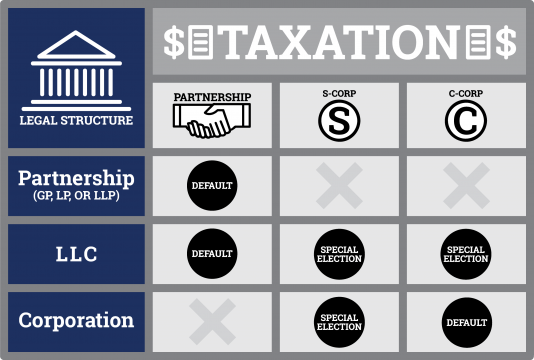 $ TAXATION $
LEGAL STRUCTURE
PARTNERSHIP
S-CORP
S
C-CORP
C
Partnership
(GP, LP, OR LLP)
DEFAULT
LLC
DEFAULT
SPECIAL
ELECTION
SPECIAL
ELECTION
Corporation
SPECIAL
ELECTION
DEFAULT